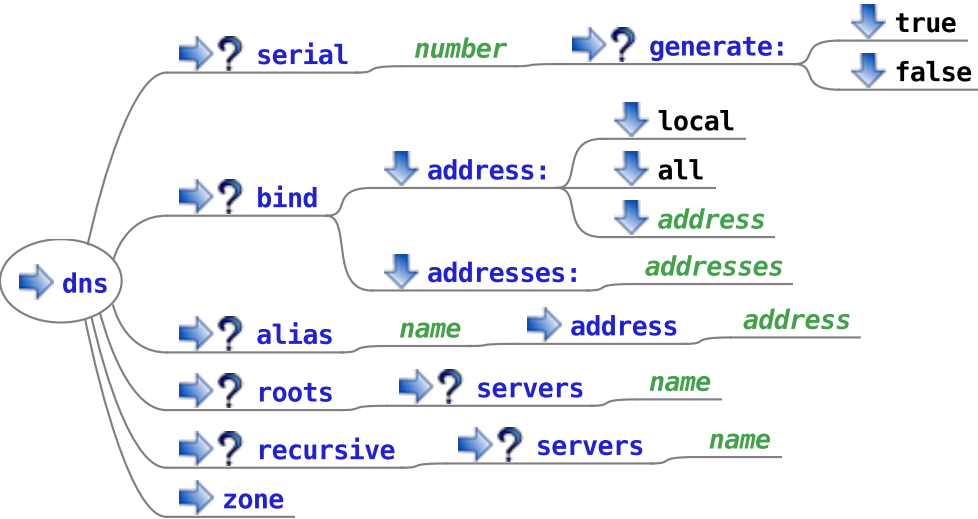 dns
? serial number ? generate: true
false
? bind address: local
all
address
addresses: addresses
? alias name address address
? roots ? servers name
? recursive ? servers name
zone